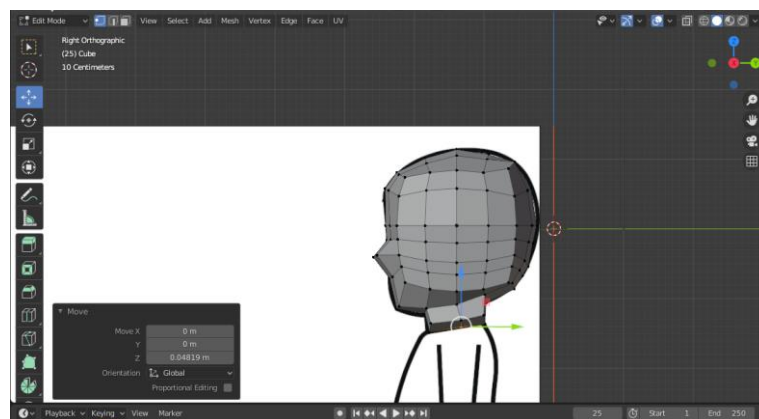 Edit Mode View Select Add Mesh Vertex Edge Face UV
Right Orthographic
(25) Cube
10 Centimeters
Z
X
Y
Move
Move X 0 m
Y 0 m
Z 0.04819 m
Orientation Global
Proportional Editing
Playback Keying View Marker 25 Start 1 End 250